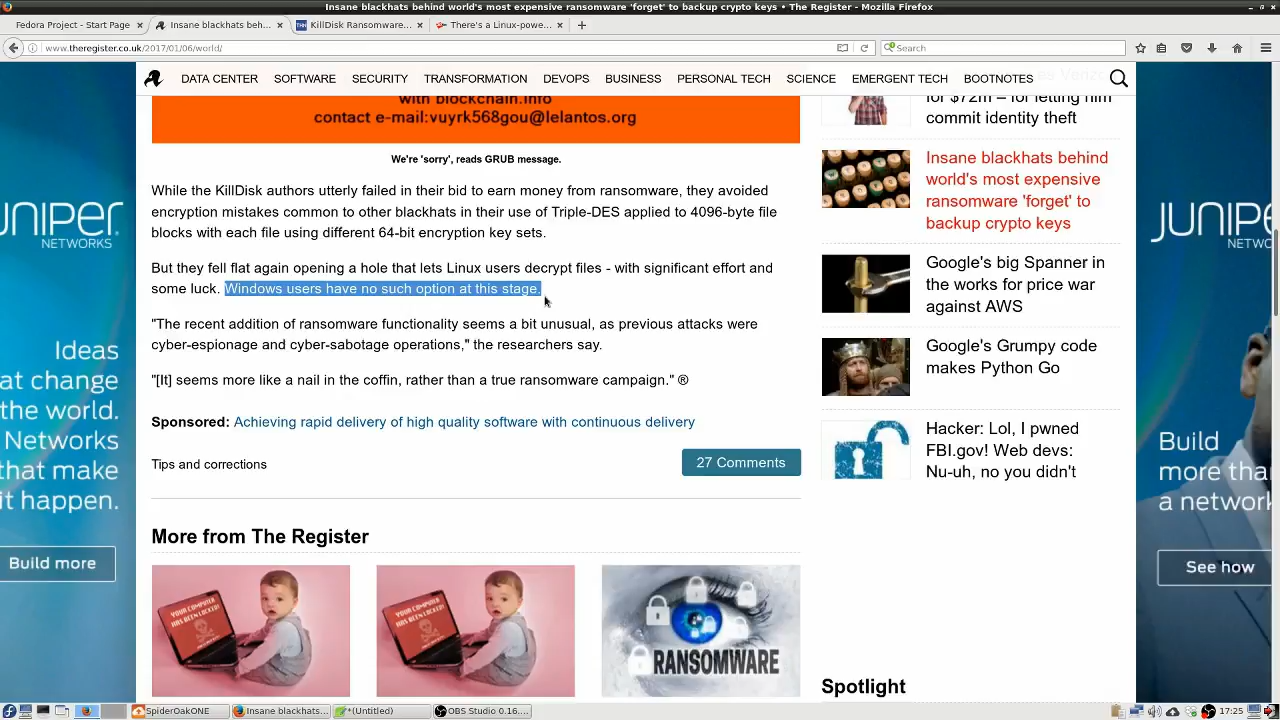 Insane blackhats behind world's most expensive ransomware 'forget' to backup crypto keys • The Register - Mozilla Firefox
Fedora Project - Start Page
Insane blackhats beh...
KillDisk Ransomware...
There's a Linux-powe...
www.theregister.co.uk/2017/01/06/world/
Search
DATA CENTER SOFTWARE SECURITY TRANSFORMATION DEVOPS BUSINESS PERSONAL TECH SCIENCE EMERGENT TECH BOOTNOTES
with blockchain.info
contact e-mail:vuyrk568gou@lelantos.org
We're 'sorry', reads GRUB message.
While the KillDisk authors utterly failed in their bid to earn money from ransomware, they avoided
encryption mistakes common to other blackhats in their use of Triple-DES applied to 4096-byte file
blocks with each file using different 64-bit encryption key sets.
But they fell flat again opening a hole that lets Linux users decrypt files - with significant effort and
some luck. Windows users have no such option at this stage.
"The recent addition of ransomware functionality seems a bit unusual, as previous attacks were
cyber-espionage and cyber-sabotage operations," the researchers say.
"[It] seems more like a nail in the coffin, rather than a true ransomware campaign." ®
Sponsored: Achieving rapid delivery of high quality software with continuous delivery
Tips and corrections
27 Comments
More from The Register
YOUR COMPUTER
HAS BEEN LOCKED!
YOUR COMPUTER
HAS BEEN LOCKED!
RANSOMWARE
for $72m – for letting him
commit identity theft
Insane blackhats behind
world's most expensive
ransomware 'forget' to
backup crypto keys
Google's big Spanner in
the works for price war
against AWS
Google's Grumpy code
makes Python Go
Hacker: Lol, I pwned
FBI.gov! Web devs:
Nu-uh, no you didn't
Spotlight
UNIPER
NETWORKS
Ideas
at change
the world.
Networks
that make
it happen.
Build more
JUNIPE
NETWO
Build
more tha
a networ
See how
SpiderOakONE
Insane blackhats...
*(Untitled)
OBS Studio 0.16....
17:25